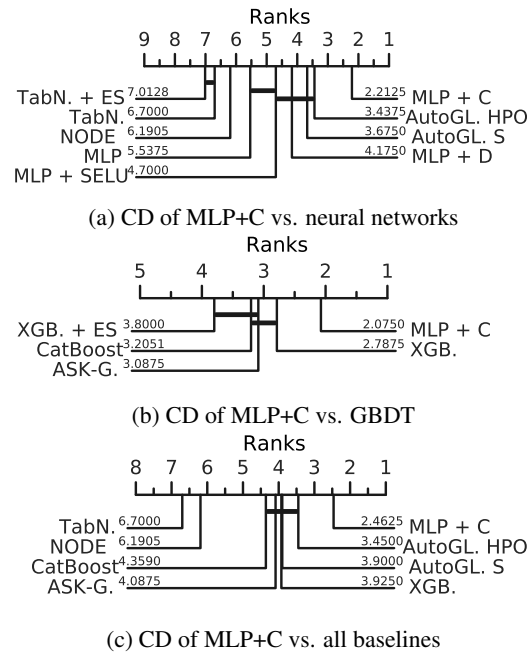 Ranks
9 8 7 6 5 4 3 2 1
TabN. + ES 7.0128 2.2125 MLP + C
TabN. 6.7000 3.4375 AutoGL. HPO
NODE 6.1905 3.6750 AutoGL. S
MLP 5.5375 4.1750 MLP + D
MLP + SELU 4.7000
(a) CD of MLP+C vs. neural networks
Ranks
5 4 3 2 1
XGB. + ES 3.8000 2.0750 MLP + C
CatBoost 3.2051 2.7875 XGB.
ASK-G. 3.0875
(b) CD of MLP+C vs. GBDT
Ranks
8 7 6 5 4 3 2 1
TabN. 6.7000 2.4625 MLP + C
NODE 6.1905 3.4500 AutoGL. HPO
CatBoost 4.3590 3.9000 AutoGL. S
ASK-G. 4.0875 3.9250 XGB.
(c) CD of MLP+C vs. all baselines